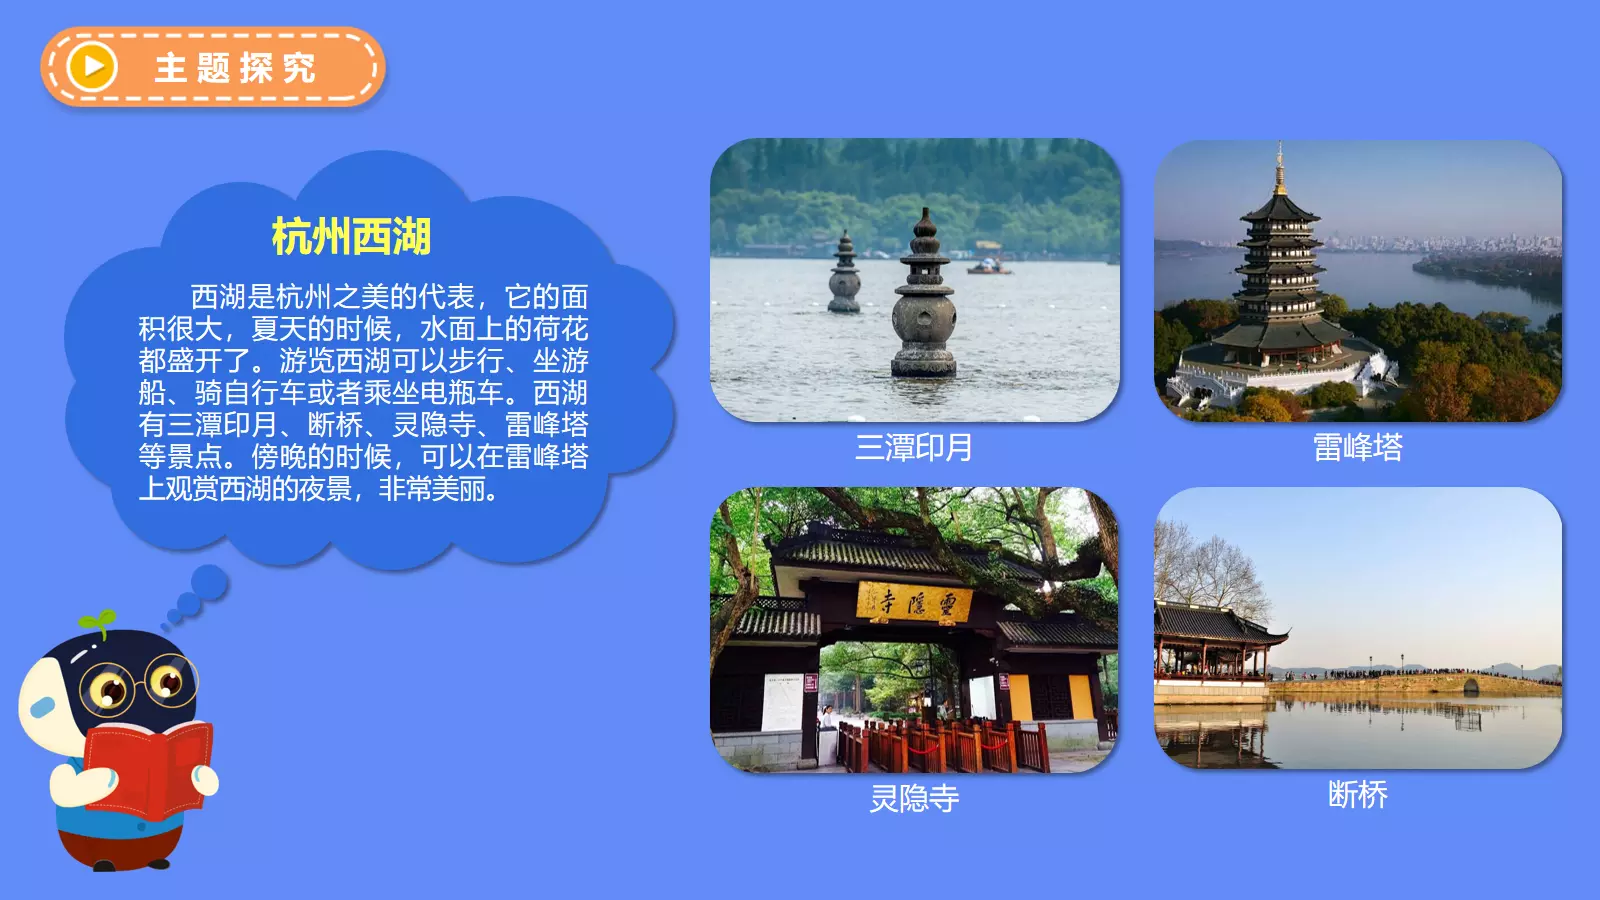 主题探究
杭州西湖
西湖是杭州之美的代表，它的面
积很大，夏天的时候，水面上的荷花
都盛开了。游览西湖可以步行、坐游
船、骑自行车或者乘坐电瓶车。西湖
有三潭印月、断桥、灵隐寺、雷峰塔
等景点。傍晚的时候，可以在雷峰塔
上观赏西湖的夜景，非常美丽。
三潭印月
雷峰塔
寺隱靈
灵隐寺
断桥